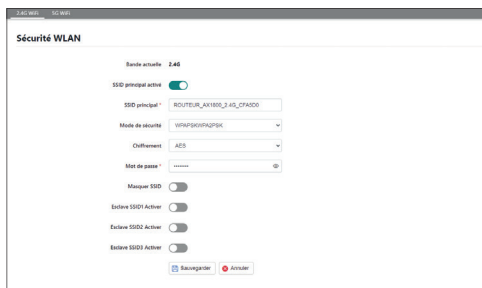 2.4G WiFi 5G WiFi
Sécurité WLAN
Bande actuelle 2.4G
SSID principal activé
SSID principal * ROUTEUR_AX1800_2.4G_CFA5D0
Mode de sécurité WPAPSKWPA2PSK
Chiffrement AES
Mot de passe * ········
Masquer SSID
Esclave SSID1 Activer
Esclave SSID2 Activer
Esclave SSID3 Activer
Sauvegarder Annuler